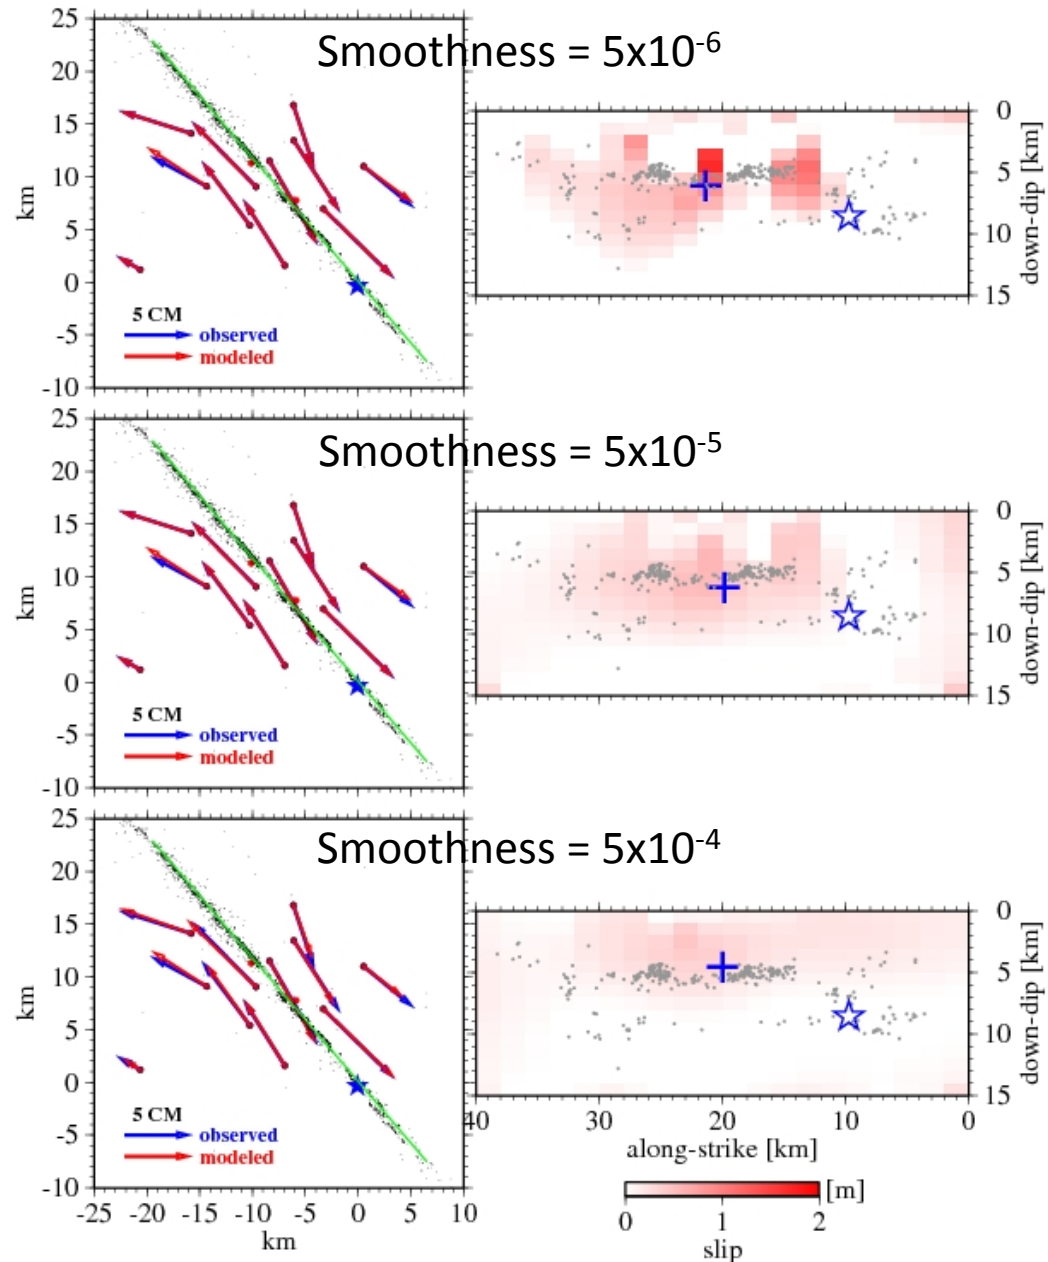 Smoothness = 5x10⁻⁶
25
20
15
10
5
0
-5
-10
km
5 CM
observed
modeled
0
5
10
15
down-dip [km]
Smoothness = 5x10⁻⁵
25
20
15
10
5
0
-5
-10
km
5 CM
observed
modeled
0
5
10
15
down-dip [km]
Smoothness = 5x10⁻⁴
25
20
15
10
5
0
-5
-10
km
5 CM
observed
modeled
-25 -20 -15 -10 -5 0 5 10
km
0
5
10
15
down-dip [km]
40 30 20 10 0
along-strike [km]
[m]
0 1 2
slip